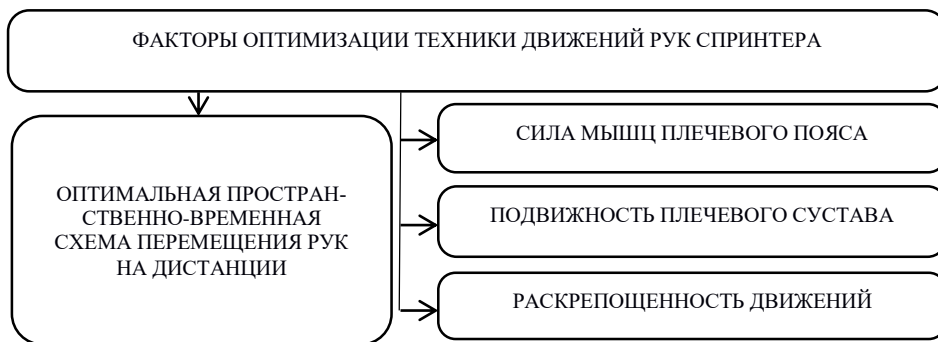 ФАКТОРЫ ОПТИМИЗАЦИИ ТЕХНИКИ ДВИЖЕНИЙ РУК СПРИНТЕРА
ОПТИМАЛЬНАЯ ПРОСТРАН-
СТВЕННО-ВРЕМЕННАЯ
СХЕМА ПЕРЕМЕЩЕНИЯ РУК
НА ДИСТАНЦИИ
СИЛА МЫШЦ ПЛЕЧЕВОГО ПОЯСА
ПОДВИЖНОСТЬ ПЛЕЧЕВОГО СУСТАВА
РАСКРЕПОЩЕННОСТЬ ДВИЖЕНИЙ